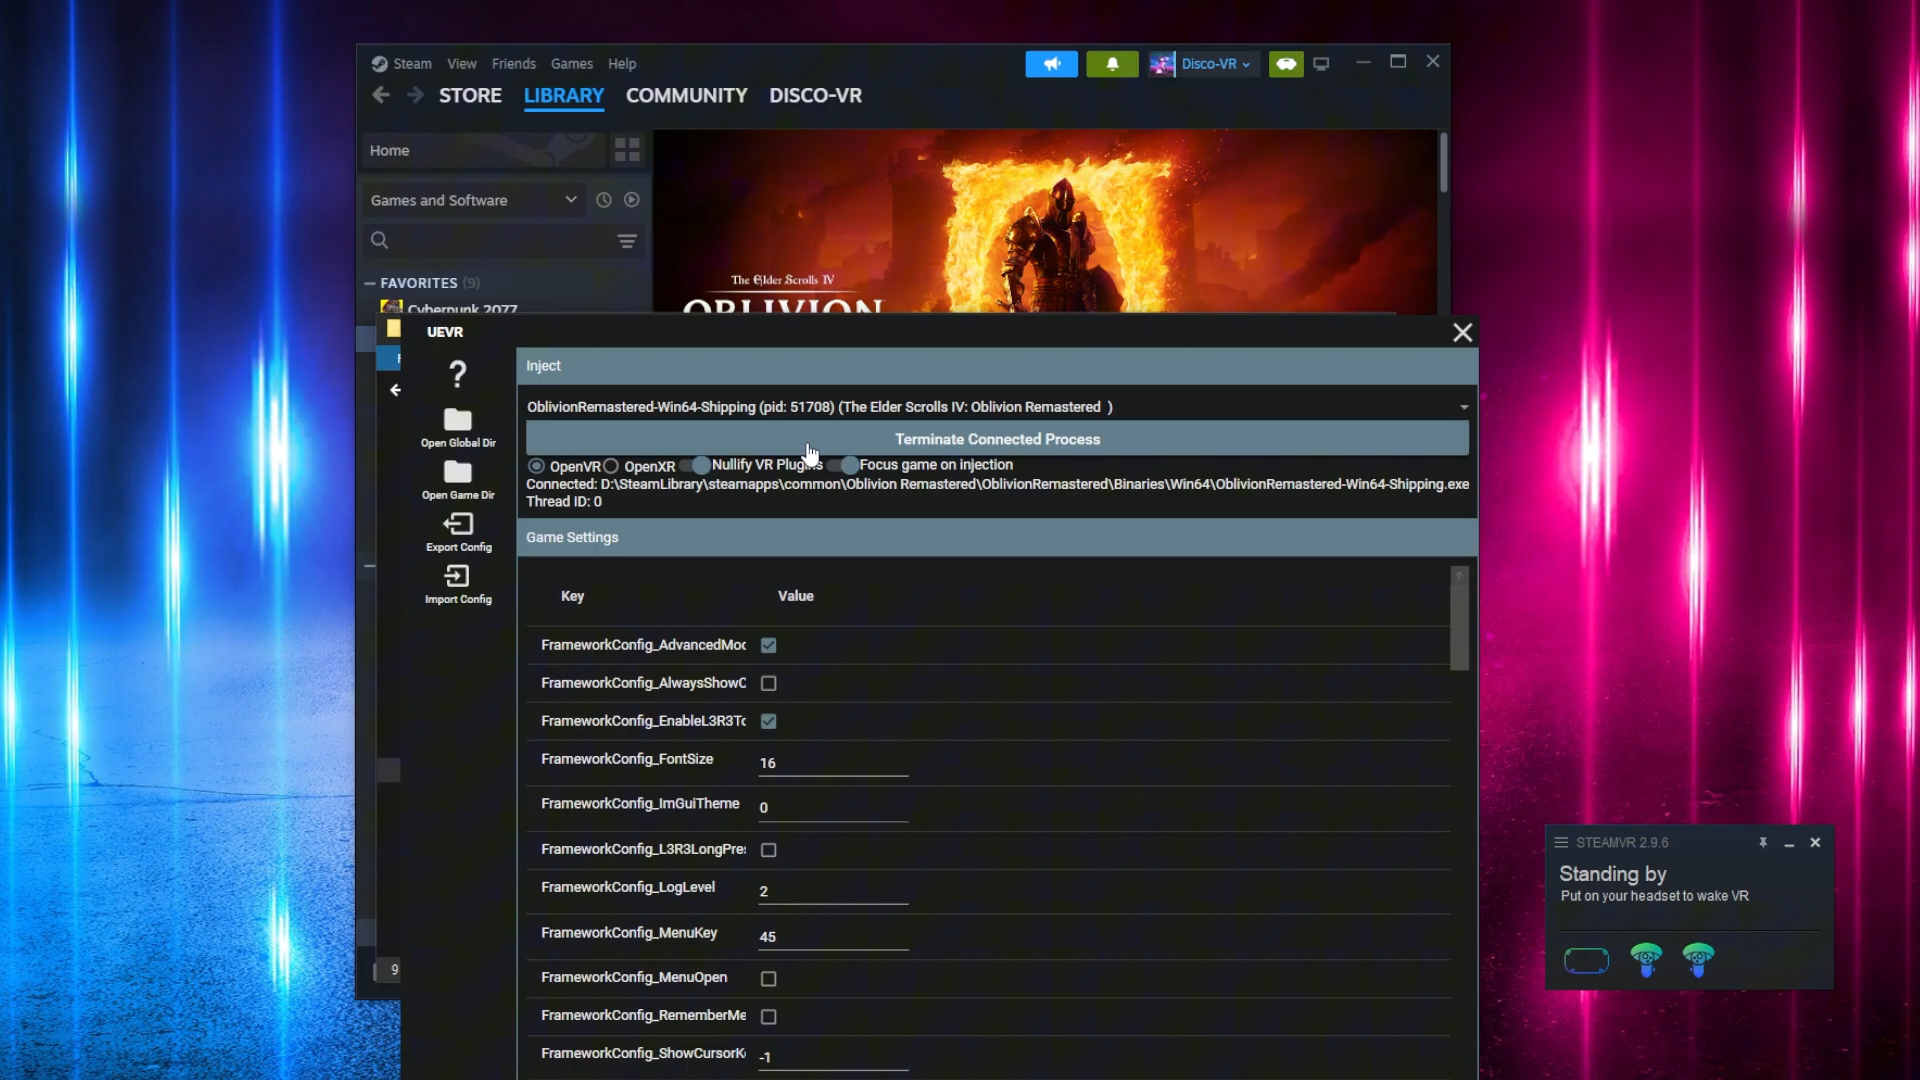 Steam View Friends Games Help
Disco-VR
STORE LIBRARY COMMUNITY DISCO-VR
Home
Games and Software
FAVORITES (9)
Cyberpunk 2077
The Elder Scrolls IV
OBLIVION
UEVR
Inject
OblivionRemastered-Win64-Shipping (pid: 51708) (The Elder Scrolls IV: Oblivion Remastered )
Terminate Connected Process
OpenVR OpenXR Nullify VR Plugins Focus game on injection
Connected: D:\SteamLibrary\steamapps\common\Oblivion Remastered\OblivionRemastered\Binaries\Win64\OblivionRemastered-Win64-Shipping.exe
Thread ID: 0
?
Open Global Dir
Open Game Dir
Export Config
Import Config
Game Settings
Key Value
FrameworkConfig_AdvancedMod
FrameworkConfig_AlwaysShowC
FrameworkConfig_EnableL3R3To
FrameworkConfig_FontSize 16
FrameworkConfig_ImGuiTheme 0
FrameworkConfig_L3R3LongPres
FrameworkConfig_LogLevel 2
FrameworkConfig_MenuKey 45
FrameworkConfig_MenuOpen
FrameworkConfig_RememberMe
FrameworkConfig_ShowCursorK -1
9
STEAMVR 2.9.6
Standing by
Put on your headset to wake VR